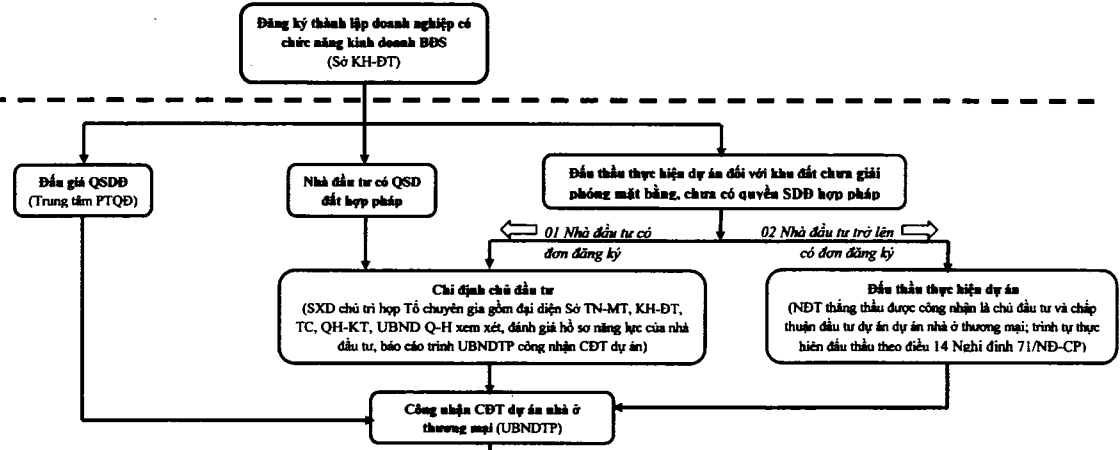 Đăng ký thành lập doanh nghiệp có
chức năng kinh doanh BĐS
(Sở KH-ĐT)
Đấu giá QSDĐ
(Trung tâm PTQĐ)
Nhà đầu tư có QSD
đất hợp pháp
Đấu thầu thực hiện dự án đối với khu đất chưa giải
phóng mặt bằng, chưa có quyền SDĐ hợp pháp
01 Nhà đầu tư có
đơn đăng ký
02 Nhà đầu tư trở lên
có đơn đăng ký
Chỉ định chủ đầu tư
(SXD chủ trì họp Tổ chuyên gia gồm đại diện Sở TN-MT, KH-ĐT,
TC, QH-KT, UBND Q-H xem xét, đánh giá hồ sơ năng lực của nhà
đầu tư, báo cáo trình UBNDTP công nhận CĐT dự án)
Đấu thầu thực hiện dự án
(NĐT thắng thầu được công nhận là chủ đầu tư và chấp
thuận đầu tư dự án dự án nhà ở thương mại; trình tự thực
hiên đấu thầu theo điều 14 Nghi đinh 71/NĐ-CP)
Công nhận CĐT dự án nhà ở
thương mại (UBNDTP)